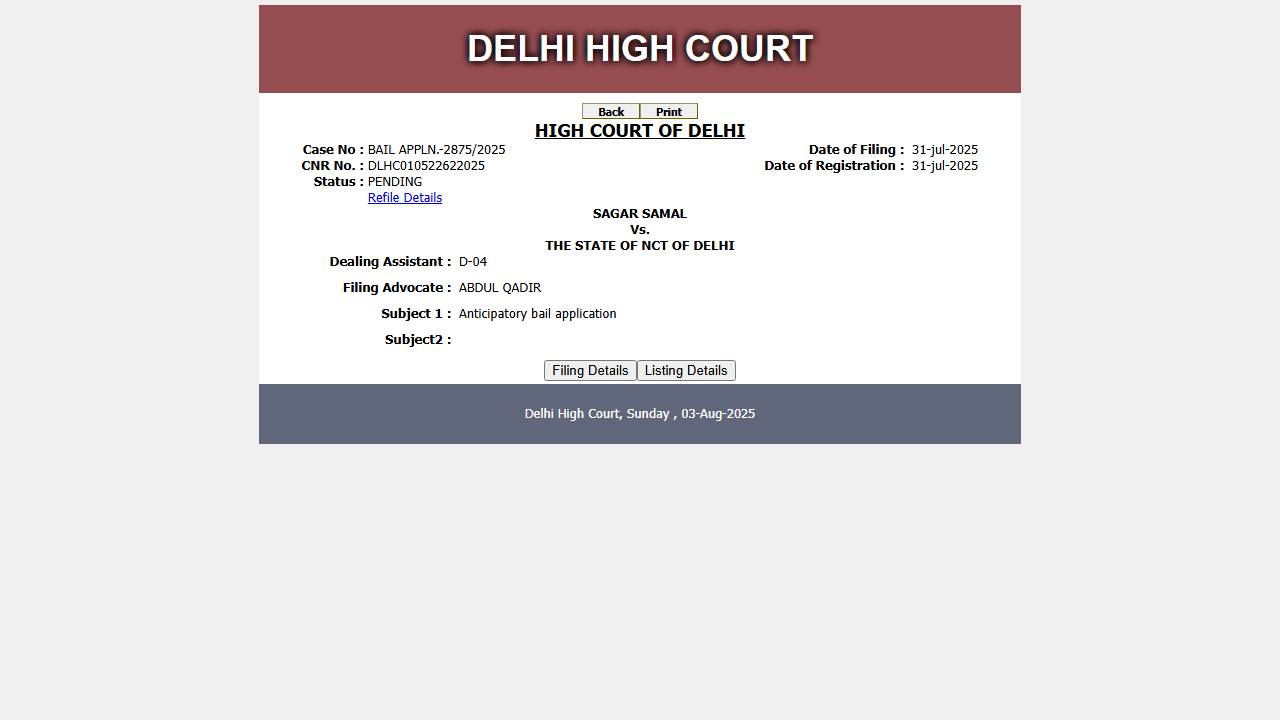 DELHI HIGH COURT
Back Print
HIGH COURT OF DELHI
Case No : BAIL APPLN.-2875/2025 Date of Filing : 31-jul-2025
CNR No. : DLHC010522622025 Date of Registration : 31-jul-2025
Status : PENDING
Refile Details
SAGAR SAMAL
Vs.
THE STATE OF NCT OF DELHI
Dealing Assistant : D-04
Filing Advocate : ABDUL QADIR
Subject 1 : Anticipatory bail application
Subject2 :
Filing Details Listing Details
Delhi High Court, Sunday , 03-Aug-2025